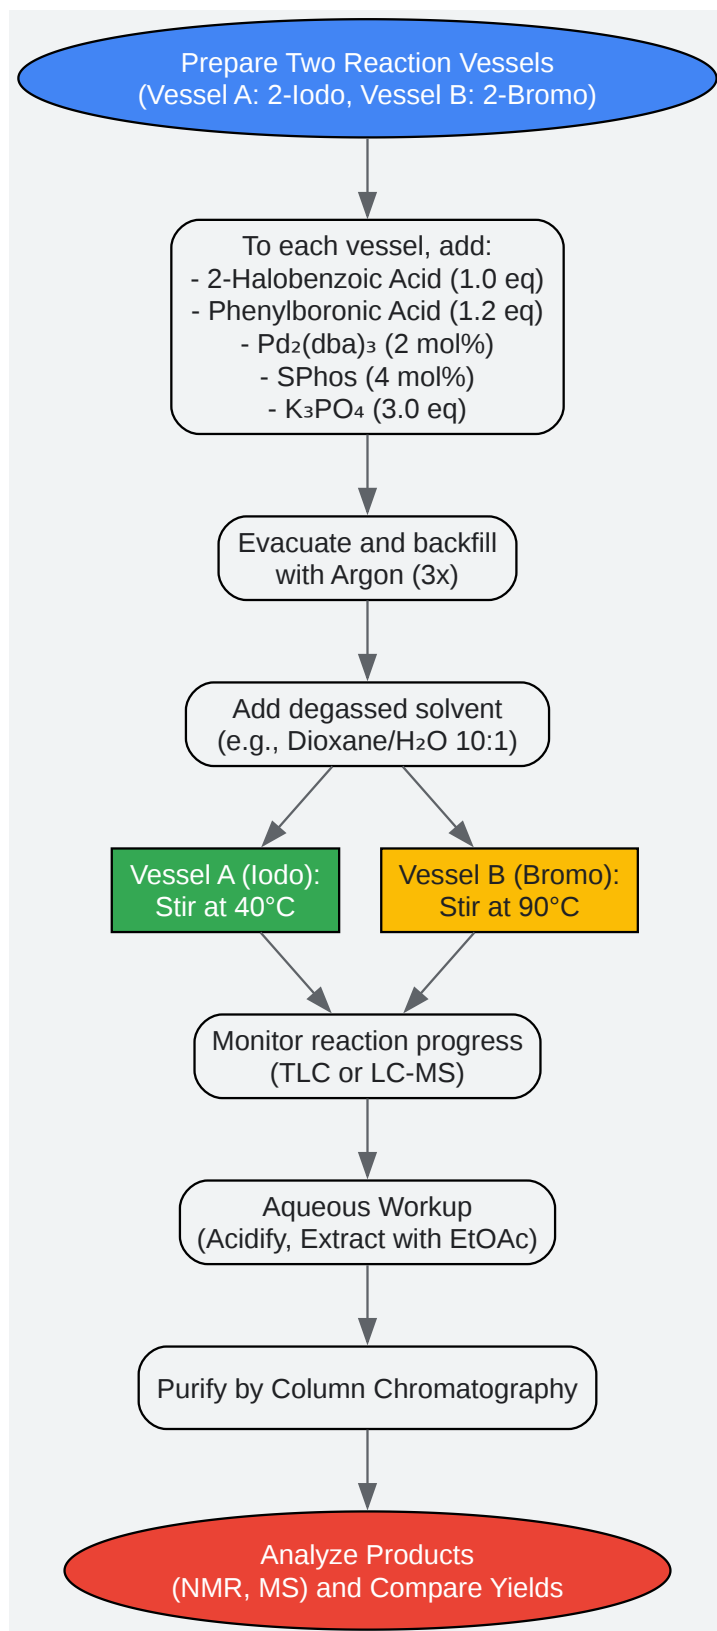 Prepare Two Reaction Vessels
(Vessel A: 2-Iodo, Vessel B: 2-Bromo)
To each vessel, add:
- 2-Halobenzoic Acid (1.0 eq)
- Phenylboronic Acid (1.2 eq)
- Pd₂(dba)₃ (2 mol%)
- SPhos (4 mol%)
- K₃PO₄ (3.0 eq)
Evacuate and backfill
with Argon (3x)
Add degassed solvent
(e.g., Dioxane/H₂O 10:1)
Vessel A (Iodo):
Stir at 40°C
Vessel B (Bromo):
Stir at 90°C
Monitor reaction progress
(TLC or LC-MS)
Aqueous Workup
(Acidify, Extract with EtOAc)
Purify by Column Chromatography
Analyze Products
(NMR, MS) and Compare Yields